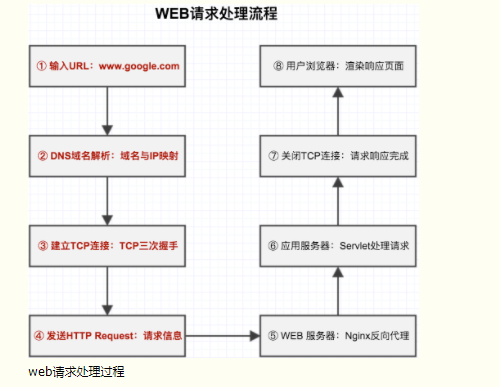 WEB请求处理流程
① 输入URL：www.google.com
② DNS域名解析：域名与IP映射
③ 建立TCP连接：TCP三次握手
④ 发送HTTP Request：请求信息
⑤ WEB 服务器：Nginx反向代理
⑥ 应用服务器：Servlet处理请求
⑦ 关闭TCP连接：请求响应完成
⑧ 用户浏览器：渲染响应页面
web请求处理过程